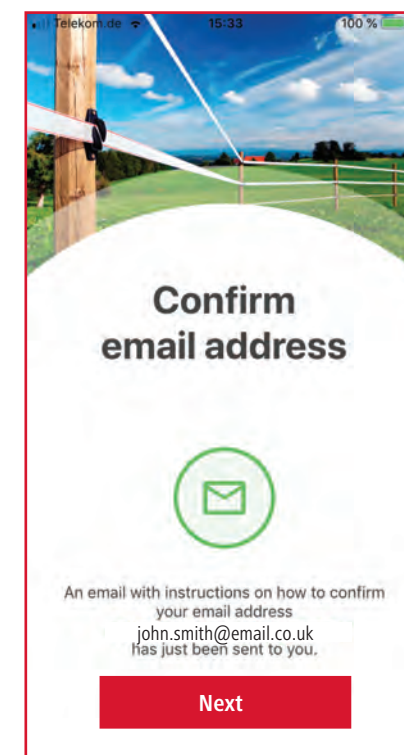 Telekom.de 15:33 100 %
Confirm
email address
An email with instructions on how to confirm
your email address
john.smith@email.co.uk
has just been sent to you.
Next